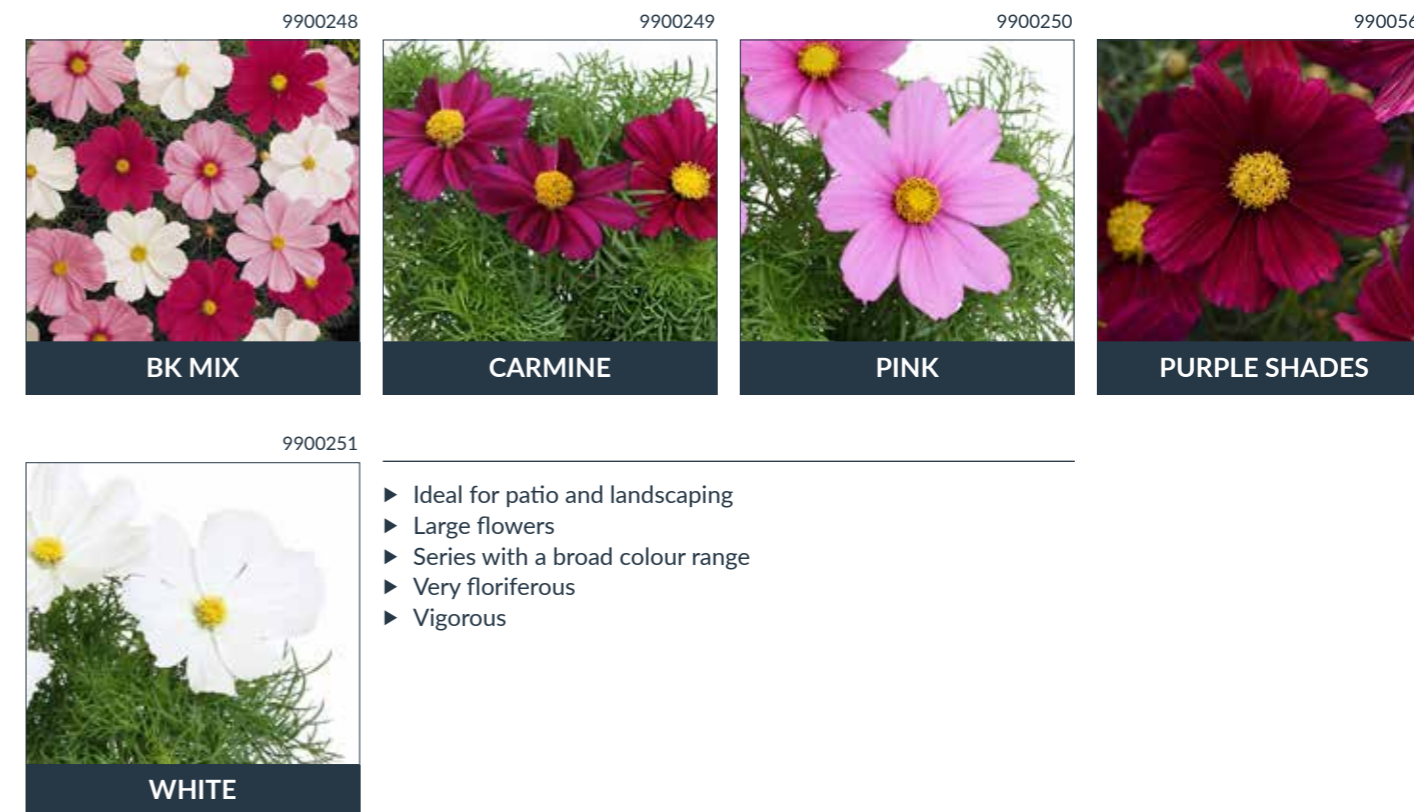 9900248
9900249
9900250
BK MIX
CARMINE
PINK
PURPLE SHADES
9900251
▶ Ideal for patio and landscaping
▶ Large flowers
▶ Series with a broad colour range
▶ Very floriferous
▶ Vigorous
WHITE